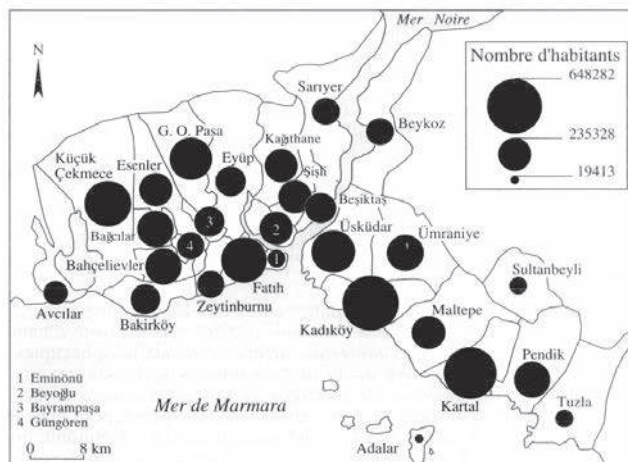 Mer Noire
N
Nombre d'habitants
648282
235328
19413
Sarıyer
Beykoz
G. O. Paşa
Kağıthane
Eyüp
Esenler
Küçük
Çekmece
Şişli
Beşiktaş
Üsküdar
Ümraniye
Bağcılar
3
2
4
1
Bahçelievler
Sultanbeyli
Fatih
Zeytinburnu
Avcılar
Bakirköy
Kadıköy
Maltepe
Pendik
Kartal
Tuzla
1 Eminönü
2 Beyoğlu
3 Bayrampaşa
4 Güngören
Mer de Marmara
Adalar
0 8 km